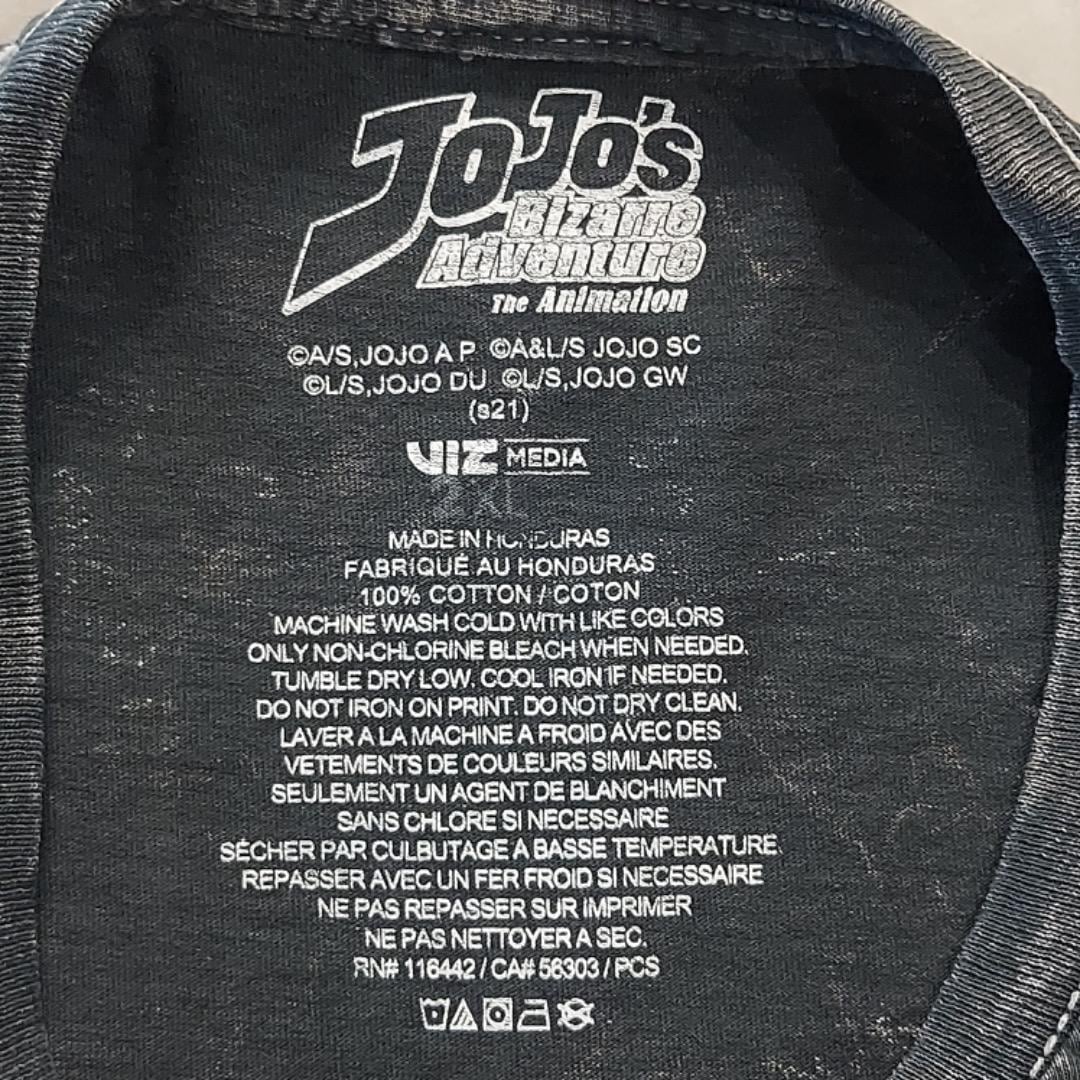 JoJo's
Bizarre
Adventure
The Animation
©A/S,JOJO A P ©A&L/S JOJO SC
©L/S,JOJO DU ©L/S,JOJO GW
(s21)
VIZ MEDIA
2XL
MADE IN HONDURAS
FABRIQUÉ AU HONDURAS
100% COTTON / COTON
MACHINE WASH COLD WITH LIKE COLORS
ONLY NON-CHLORINE BLEACH WHEN NEEDED.
TUMBLE DRY LOW. COOL IRON IF NEEDED.
DO NOT IRON ON PRINT. DO NOT DRY CLEAN.
LAVER A LA MACHINE A FROID AVEC DES
VETEMENTS DE COULEURS SIMILAIRES.
SEULEMENT UN AGENT DE BLANCHIMENT
SANS CHLORE SI NECESSAIRE
SÉCHER PAR CULBUTAGE A BASSE TEMPERATURE.
REPASSER AVEC UN FER FROID SI NECESSAIRE
NE PAS REPASSER SUR IMPRIMER
NE PAS NETTOYER A SEC.
RN# 116442 / CA# 56303 / PCS